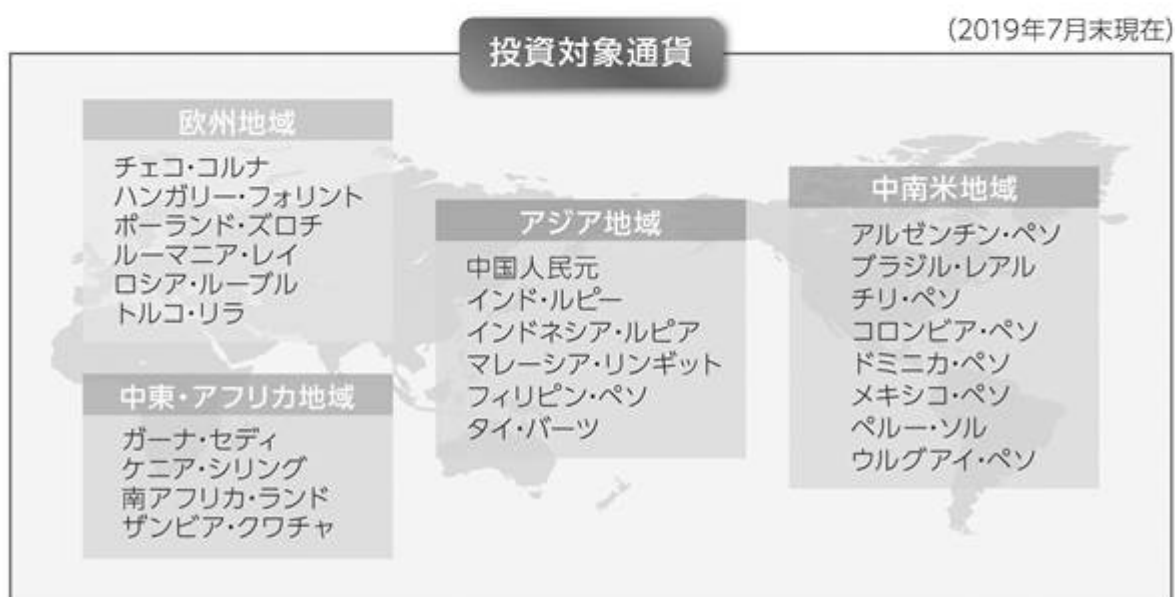 (2019年7月末現在)
投資対象通貨
欧州地域
チェコ・コルナ
ハンガリー・フォリント
ポーランド・ズロチ
ルーマニア・レイ
ロシア・ルーブル
トルコ・リラ
中東・アフリカ地域
ガーナ・セディ
ケニア・シリング
南アフリカ・ランド
ザンビア・クワチャ
アジア地域
中国人民元
インド・ルピー
インドネシア・ルピア
マレーシア・リンギット
フィリピン・ペソ
タイ・バーツ
中南米地域
アルゼンチン・ペソ
ブラジル・レアル
チリ・ペソ
コロンビア・ペソ
ドミニカ・ペソ
メキシコ・ペソ
ペルー・ソル
ウルグアイ・ペソ